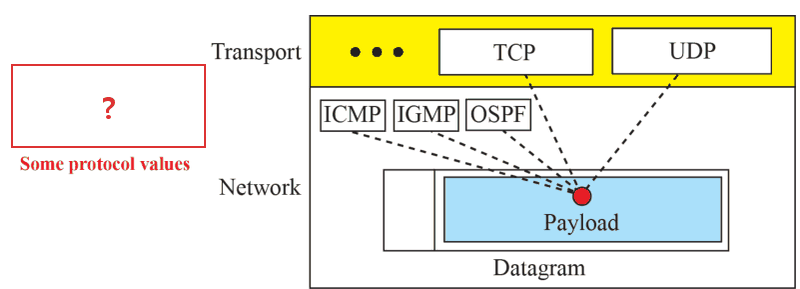 Transport
TCP
UDP
?
Some protocol values
ICMP
IGMP
OSPF
Network
Payload
Datagram